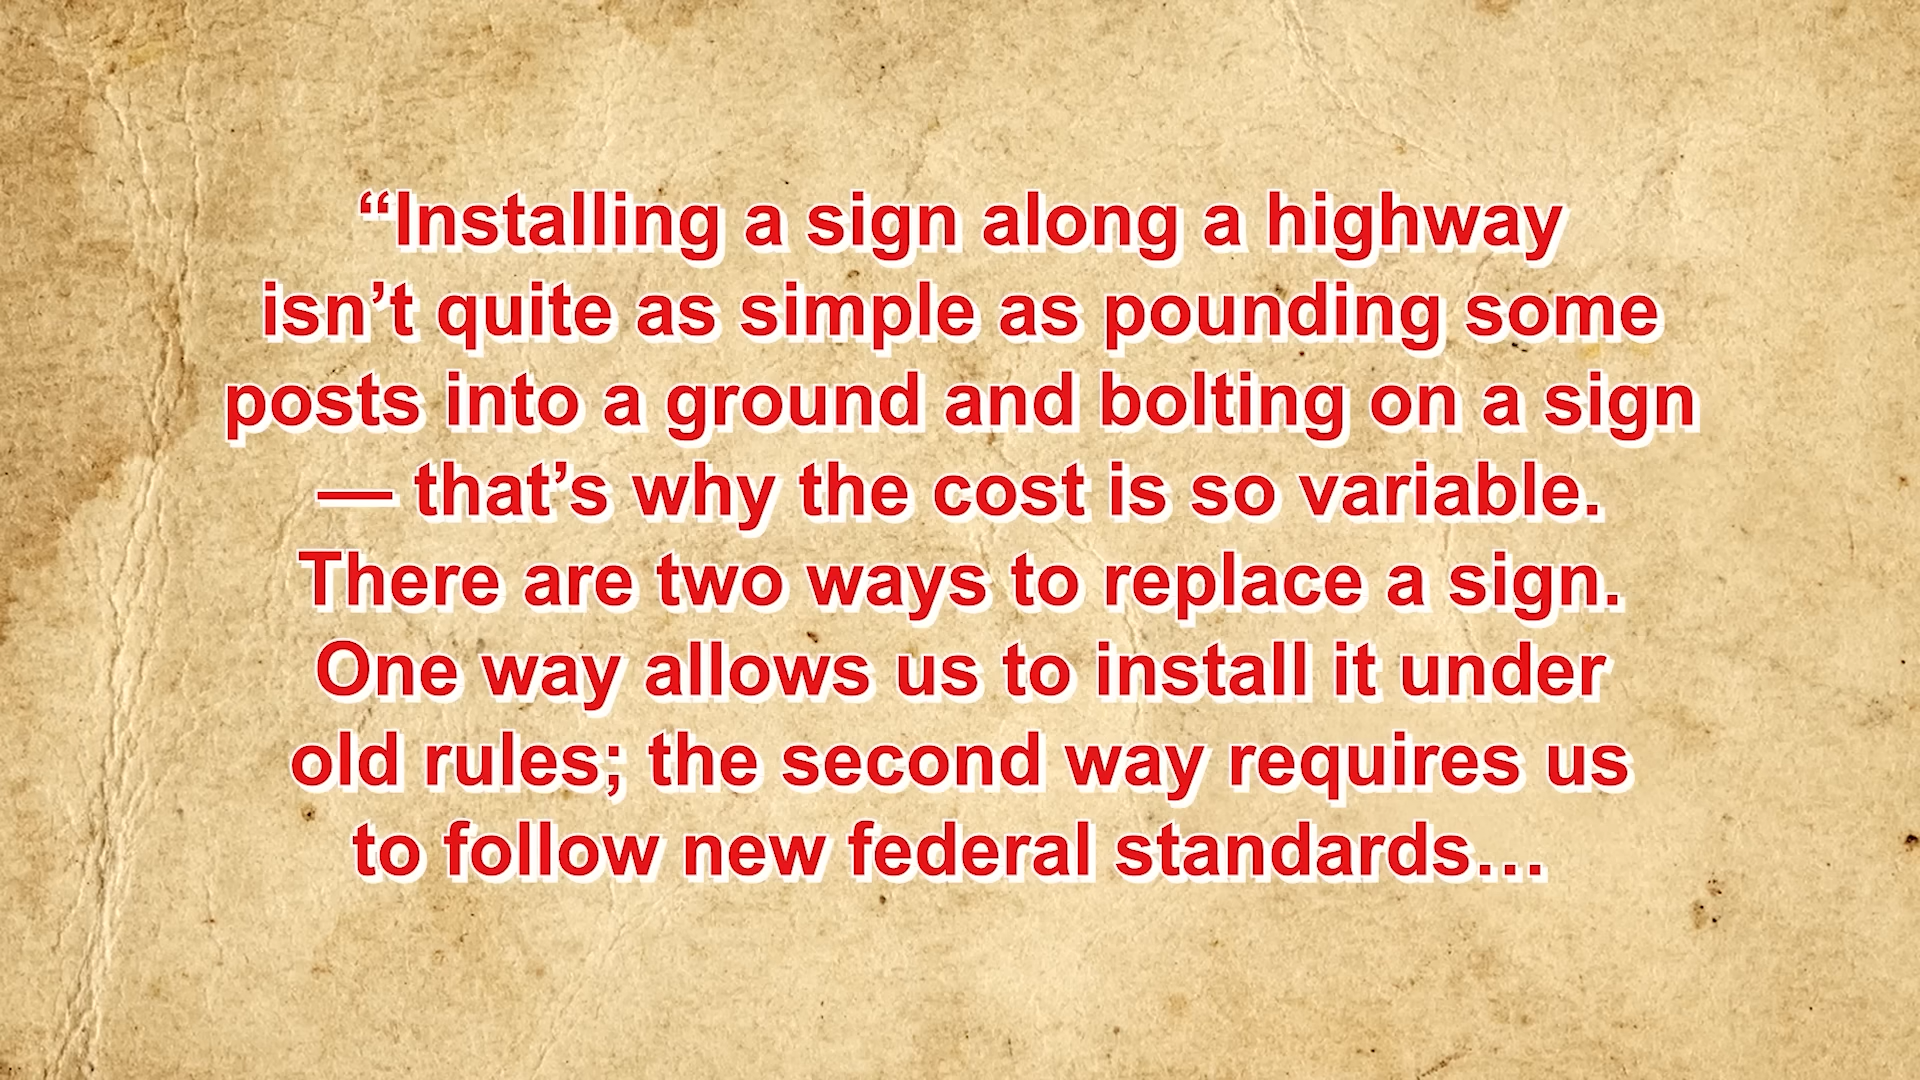 “Installing a sign along a highway
isn’t quite as simple as pounding some
posts into a ground and bolting on a sign
— that’s why the cost is so variable.
There are two ways to replace a sign.
One way allows us to install it under
old rules; the second way requires us
to follow new federal standards…